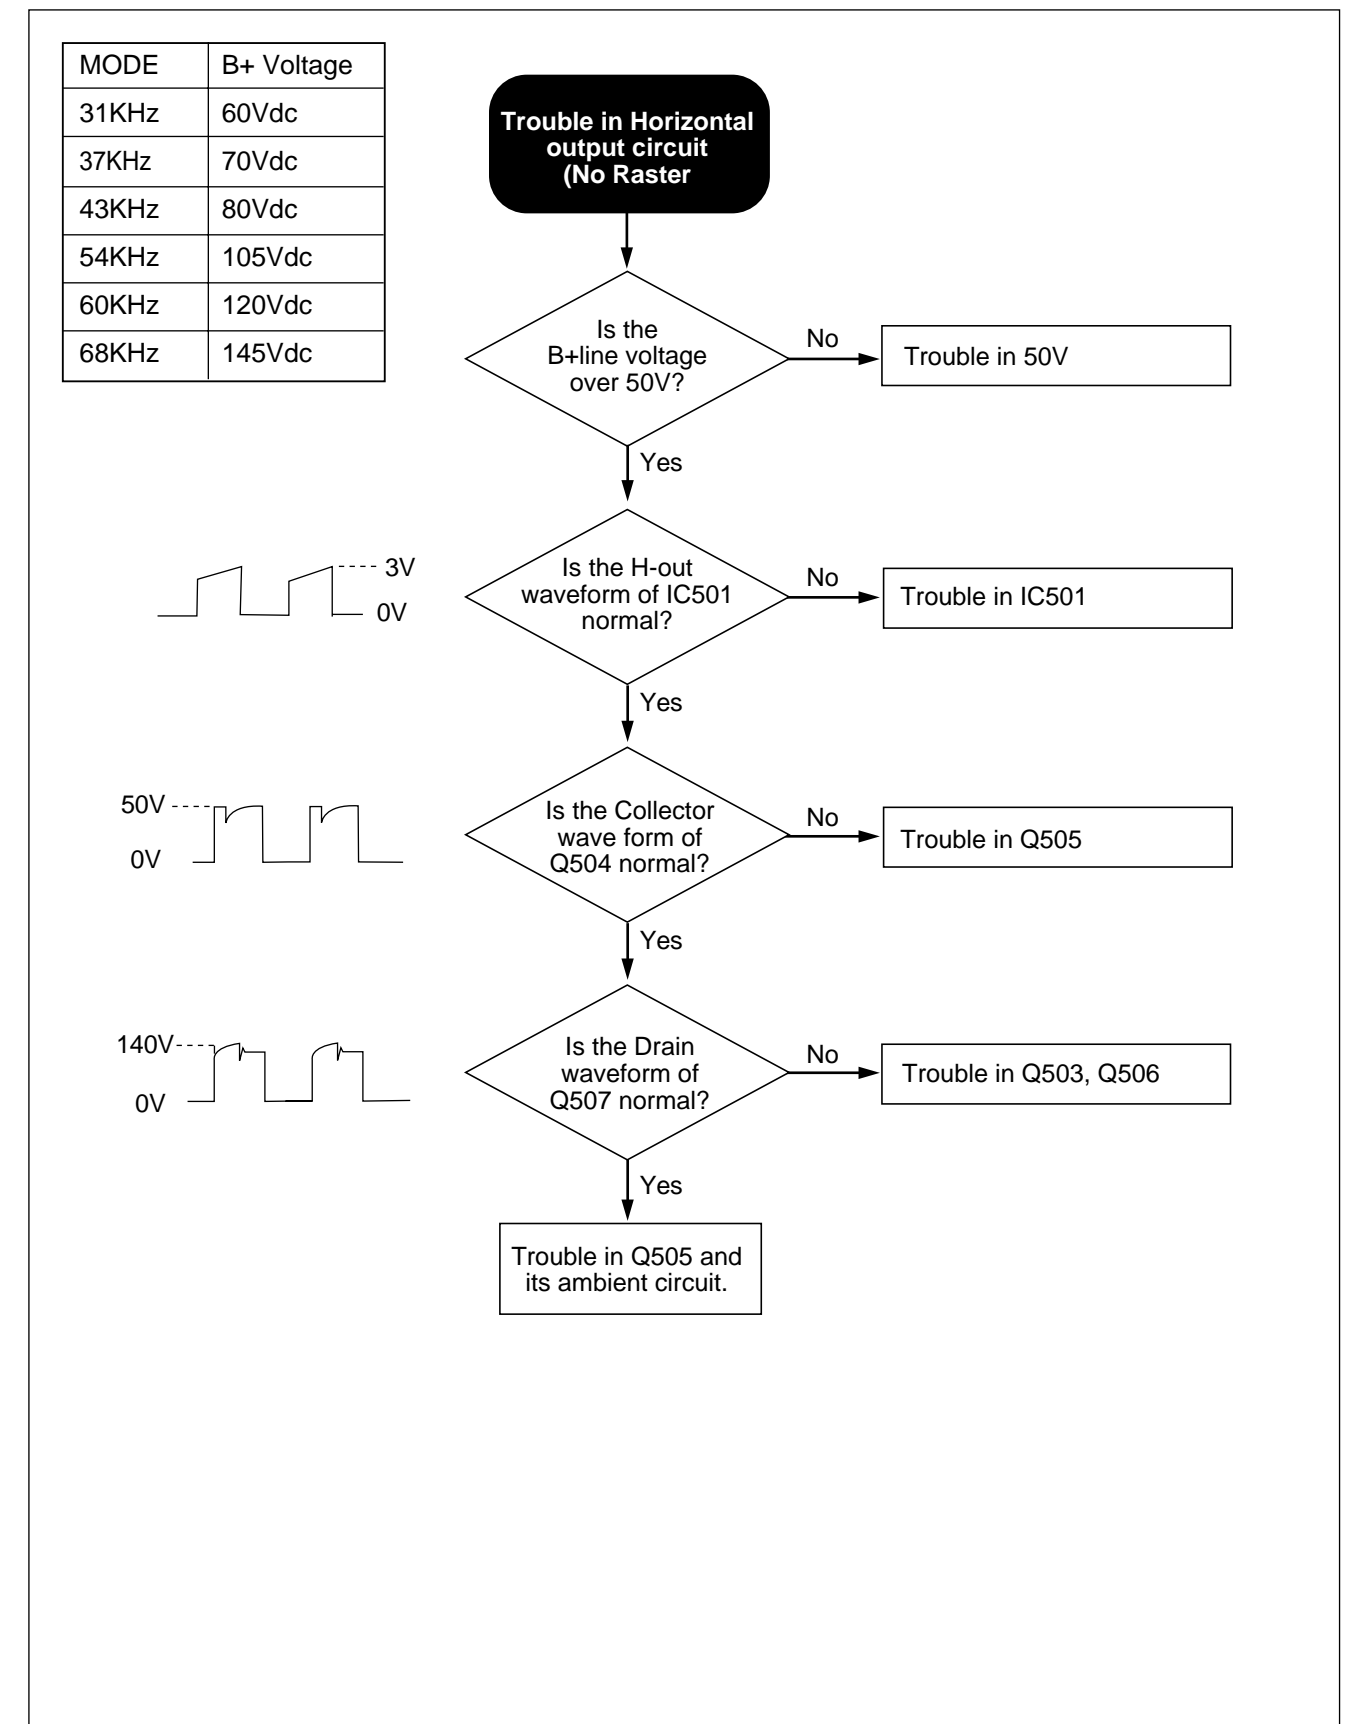 MODE B+ Voltage
31KHz 60Vdc
37KHz 70Vdc
43KHz 80Vdc
54KHz 105Vdc
60KHz 120Vdc
68KHz 145Vdc
Trouble in Horizontal
output circuit
(No Raster
Is the
B+line voltage
over 50V?
No
Trouble in 50V
Yes
3V
0V
Is the H-out
waveform of IC501
normal?
No
Trouble in IC501
Yes
50V
0V
Is the Collector
wave form of
Q504 normal?
No
Trouble in Q505
Yes
140V
0V
Is the Drain
waveform of
Q507 normal?
No
Trouble in Q503, Q506
Yes
Trouble in Q505 and
its ambient circuit.